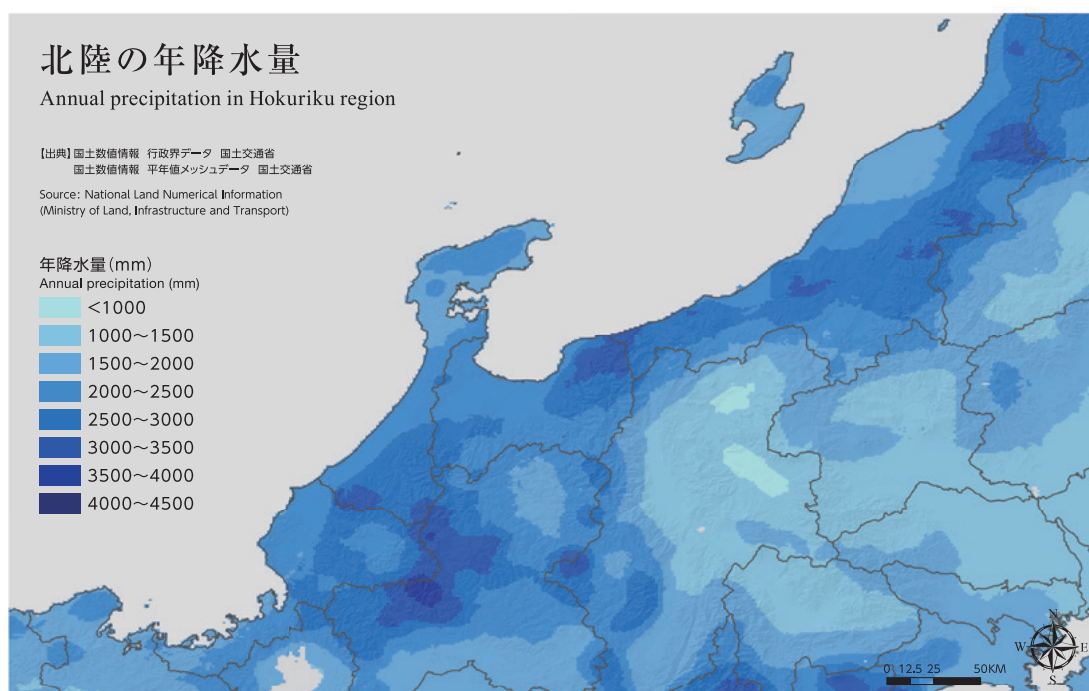 北陸の年降水量
Annual precipitation in Hokuriku region
【出典】国土数値情報 行政界データ 国土交通省
国土数値情報 平年値メッシュデータ 国土交通省
Source: National Land Numerical Information
(Ministry of Land, Infrastructure and Transport)
年降水量(mm)
Annual precipitation (mm)
<1000
1000～1500
1500～2000
2000～2500
2500～3000
3000～3500
3500～4000
4000～4500
N
W E
S
0 12.5 25 50KM